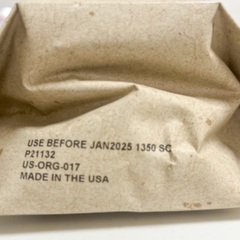 USE BEFORE JAN2025 1350 SC
P21132
US-ORG-017
MADE IN THE USA